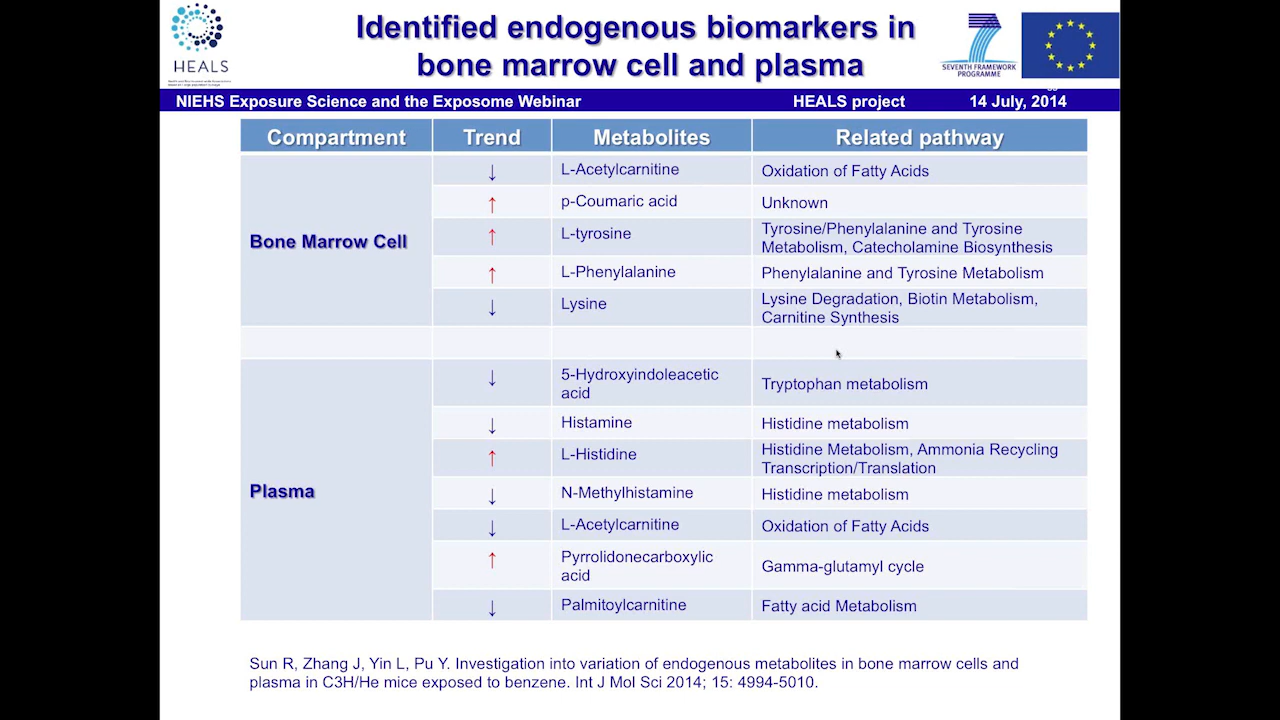 Identified endogenous biomarkers in
bone marrow cell and plasma
HEALS
SEVENTH FRAMEWORK
PROGRAMME
NIEHS Exposure Science and the Exposome Webinar HEALS project 14 July, 2014
Compartment Trend Metabolites Related pathway
Bone Marrow Cell
↓ L-Acetylcarnitine Oxidation of Fatty Acids
↑ p-Coumaric acid Unknown
↑ L-tyrosine Tyrosine/Phenylalanine and Tyrosine
Metabolism, Catecholamine Biosynthesis
↑ L-Phenylalanine Phenylalanine and Tyrosine Metabolism
↓ Lysine Lysine Degradation, Biotin Metabolism,
Carnitine Synthesis
Plasma
↓ 5-Hydroxyindoleacetic
acid Tryptophan metabolism
↓ Histamine Histidine metabolism
↑ L-Histidine Histidine Metabolism, Ammonia Recycling
Transcription/Translation
↓ N-Methylhistamine Histidine metabolism
↓ L-Acetylcarnitine Oxidation of Fatty Acids
↑ Pyrrolidonecarboxylic
acid Gamma-glutamyl cycle
↓ Palmitoylcarnitine Fatty acid Metabolism
Sun R, Zhang J, Yin L, Pu Y. Investigation into variation of endogenous metabolites in bone marrow cells and
plasma in C3H/He mice exposed to benzene. Int J Mol Sci 2014; 15: 4994-5010.